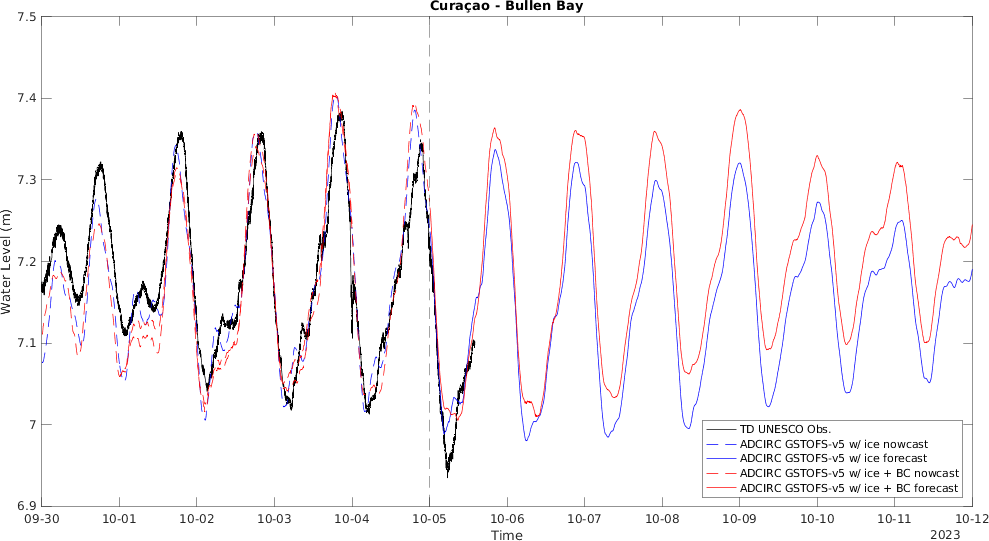 Curaçao - Bullen Bay
7.5
7.4
7.3
7.2
7.1
7
6.9
Water Level (m)
TD UNESCO Obs.
ADCIRC GSTOFS-v5 w/ ice nowcast
ADCIRC GSTOFS-v5 w/ ice forecast
ADCIRC GSTOFS-v5 w/ ice + BC nowcast
ADCIRC GSTOFS-v5 w/ ice + BC forecast
09-30 10-01 10-02 10-03 10-04 10-05 10-06 10-07 10-08 10-09 10-10 10-11 10-12
Time
2023